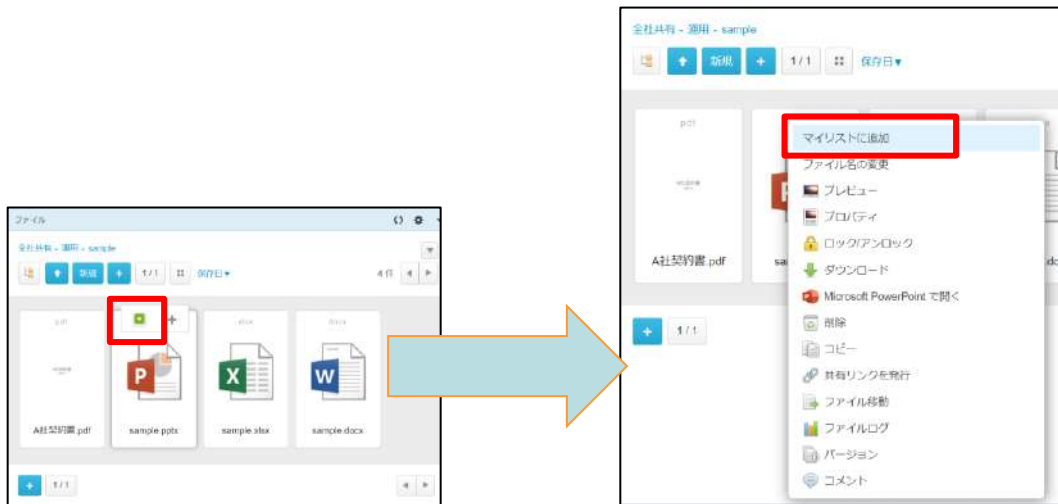 ファイル
全社共有 - 運用 - sample
新規
1 / 1
保存日▼
4 件
pdf
xlsx
docx
A社契約書.pdf
sample.pptx
sample.xlsx
sample.docx
1 / 1
全社共有 - 運用 - sample
新規
1 / 1
保存日▼
pdf
A社契約書.pdf
マイリストに追加
ファイル名の変更
プレビュー
プロパティ
ロック/アンロック
ダウンロード
Microsoft PowerPoint で開く
削除
コピー
共有リンクを発行
ファイル移動
ファイルログ
バージョン
コメント
1 / 1